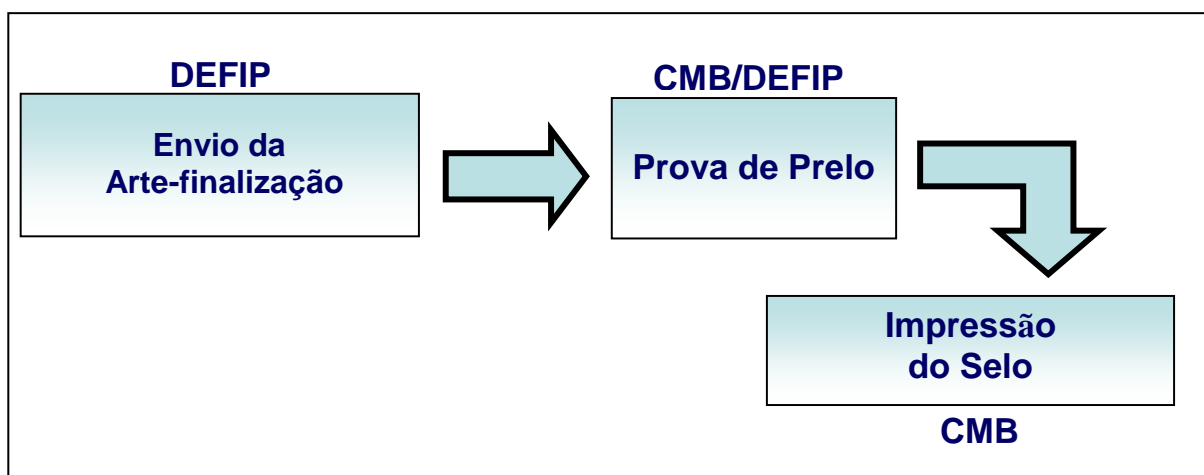 DEFIP
Envio da
Arte-finalização
CMB/DEFIP
Prova de Prelo
Impressão
do Selo
CMB